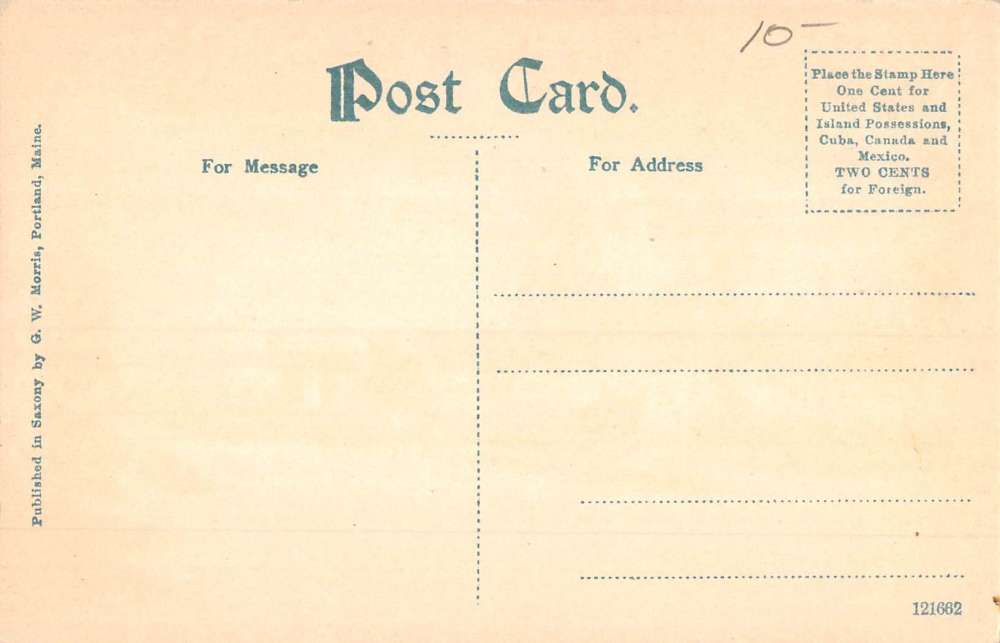 10-
Post Card.
Place the Stamp Here
One Cent for
United States and
Island Possessions,
Cuba, Canada and
Mexico.
TWO CENTS
for Foreign.
For Message
For Address
Published in Saxony by G. W. Morris, Portland, Maine.
121662